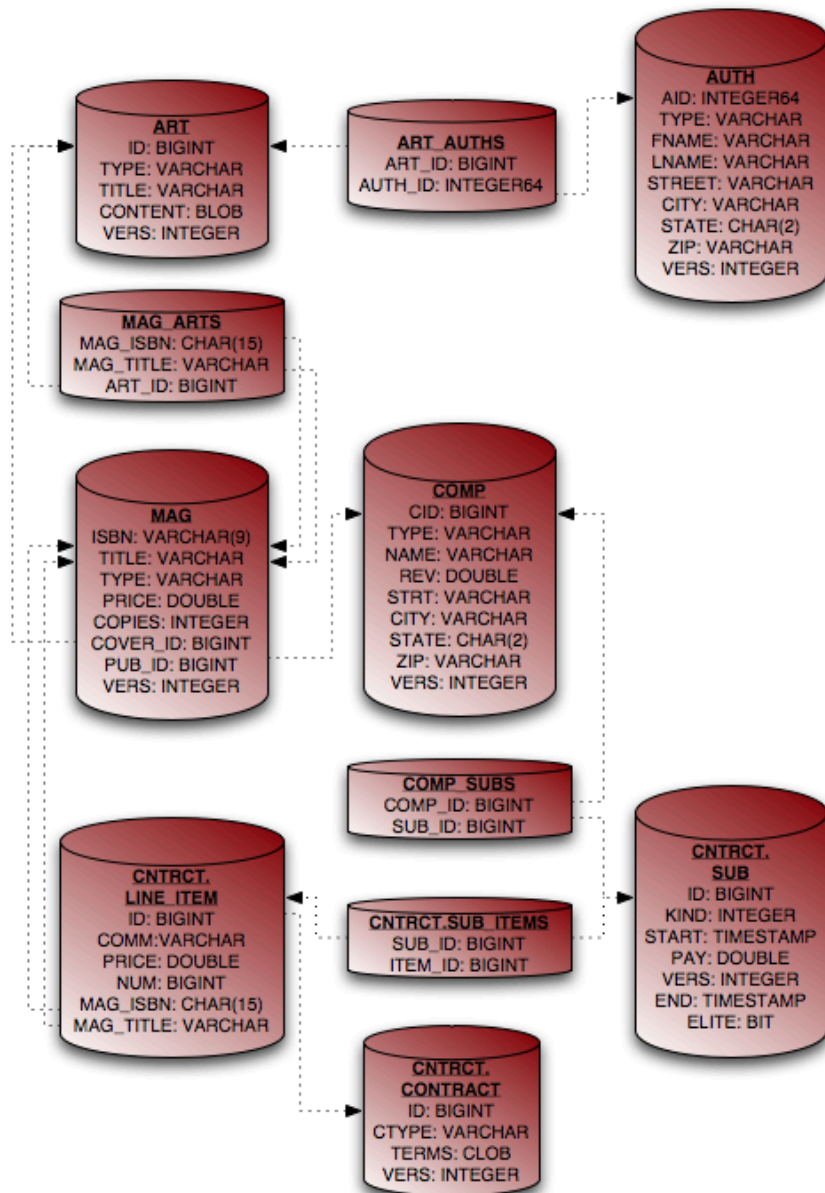 ART
ID: BIGINT
TYPE: VARCHAR
TITLE: VARCHAR
CONTENT: BLOB
VERS: INTEGER
ART_AUTHS
ART_ID: BIGINT
AUTH_ID: INTEGER64
AUTH
AID: INTEGER64
TYPE: VARCHAR
FNAME: VARCHAR
LNAME: VARCHAR
STREET: VARCHAR
CITY: VARCHAR
STATE: CHAR(2)
ZIP: VARCHAR
VERS: INTEGER
MAG_ARTS
MAG_ISBN: CHAR(15)
MAG_TITLE: VARCHAR
ART_ID: BIGINT
MAG
ISBN: VARCHAR(9)
TITLE: VARCHAR
TYPE: VARCHAR
PRICE: DOUBLE
COPIES: INTEGER
COVER_ID: BIGINT
PUB_ID: BIGINT
VERS: INTEGER
COMP
CID: BIGINT
TYPE: VARCHAR
NAME: VARCHAR
REV: DOUBLE
STRT: VARCHAR
CITY: VARCHAR
STATE: CHAR(2)
ZIP: VARCHAR
VERS: INTEGER
COMP_SUBS
COMP_ID: BIGINT
SUB_ID: BIGINT
CNTRCT.
LINE_ITEM
ID: BIGINT
COMM:VARCHAR
PRICE: DOUBLE
NUM: BIGINT
MAG_ISBN: CHAR(15)
MAG_TITLE: VARCHAR
CNTRCT.SUB_ITEMS
SUB_ID: BIGINT
ITEM_ID: BIGINT
CNTRCT.
SUB
ID: BIGINT
KIND: INTEGER
START: TIMESTAMP
PAY: DOUBLE
VERS: INTEGER
END: TIMESTAMP
ELITE: BIT
CNTRCT.
CONTRACT
ID: BIGINT
CTYPE: VARCHAR
TERMS: CLOB
VERS: INTEGER